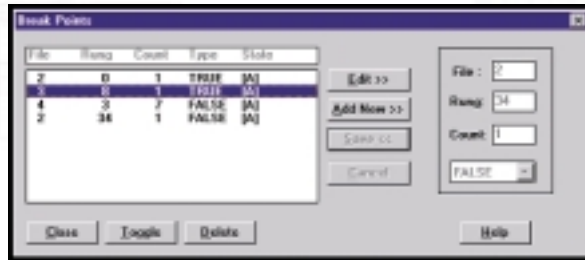 Break Points
File Rung Count Type State
2 0 1 TRUE [A]
3 8 1 TRUE [A]
4 3 7 FALSE [A]
2 34 1 FALSE [A]
Edit >>
Add New >>
Save <<
Cancel
File : 2
Rung: 34
Count: 1
FALSE
Close Toggle Delete
Help